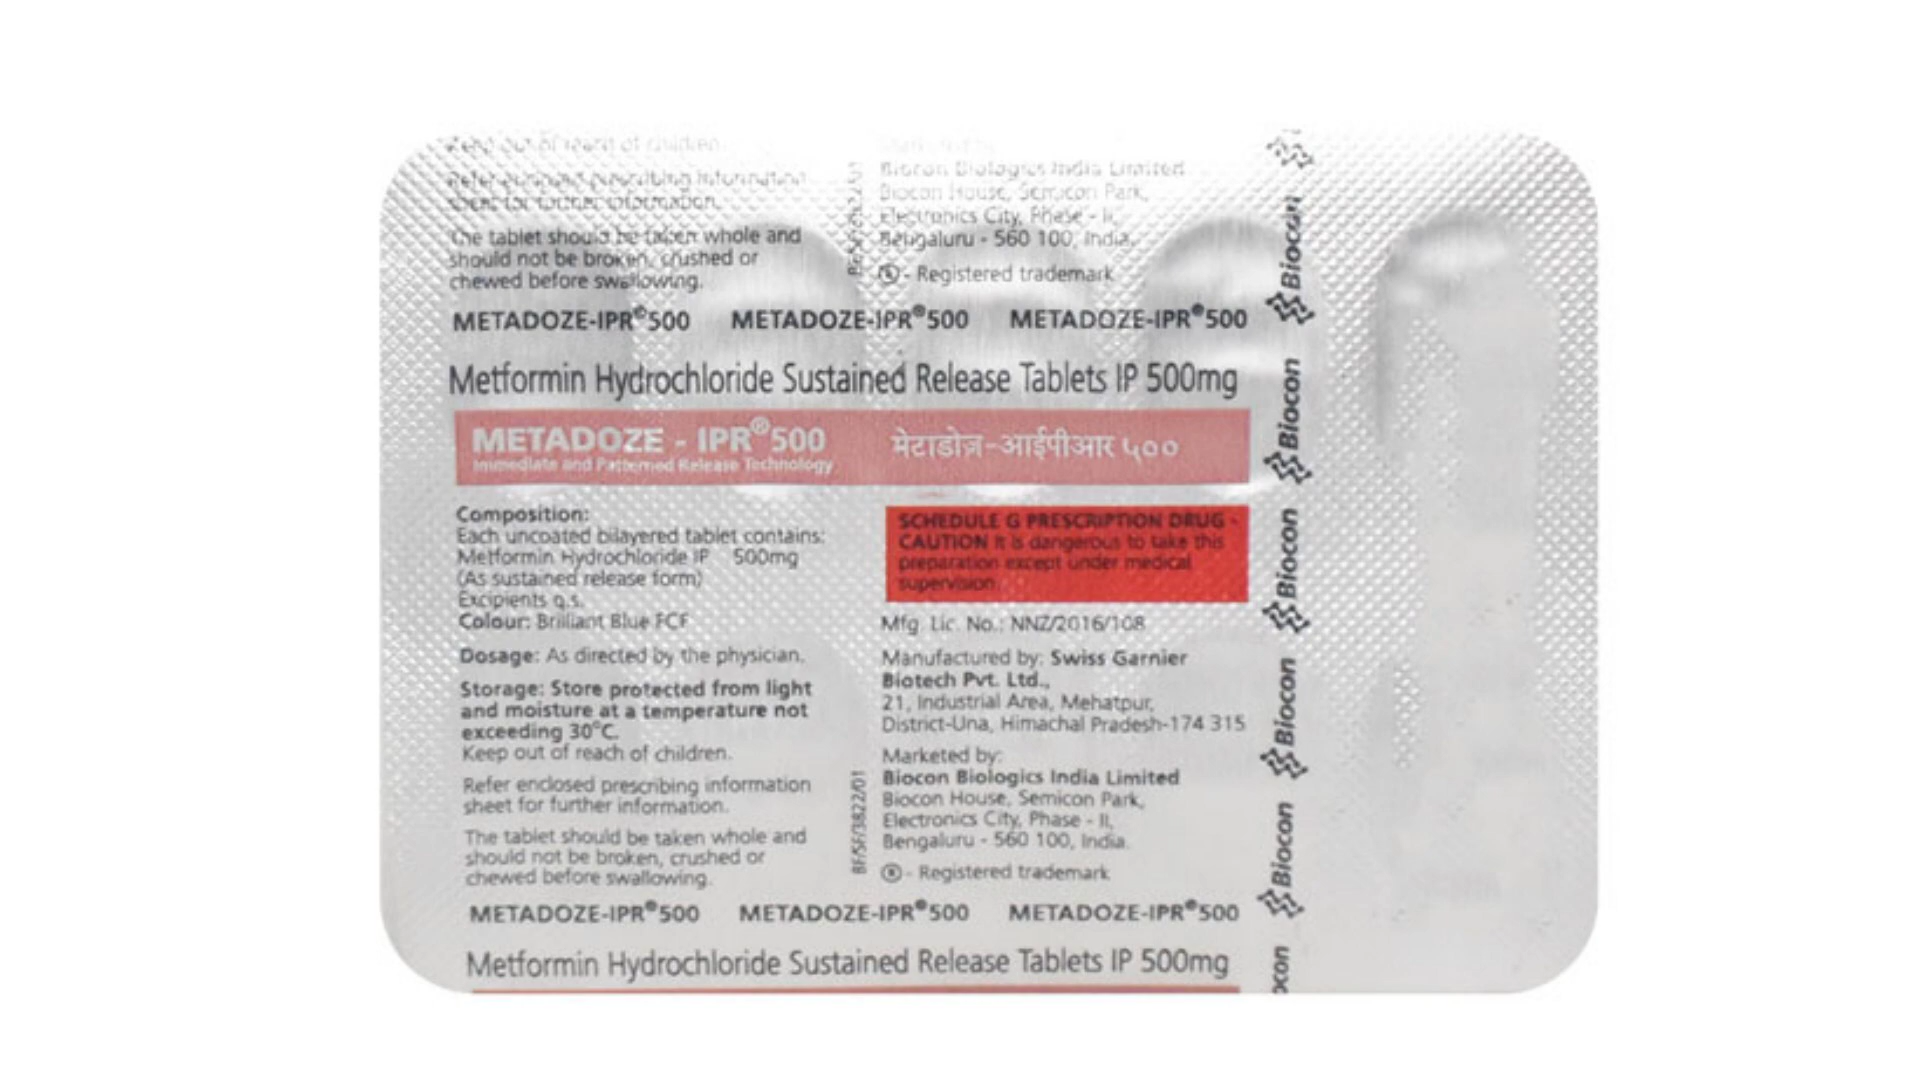 Keep out of reach of children.
Refer enclosed prescribing information
sheet for further information.
The tablet should be taken whole and
should not be broken, crushed or
chewed before swallowing.
Marketed by:
Biocon Biologics India Limited
Biocon House, Semicon Park,
Electronics City, Phase - II,
Bengaluru - 560 100, India.
® - Registered trademark
METADOZE-IPR®500 METADOZE-IPR®500 METADOZE-IPR®500
Metformin Hydrochloride Sustained Release Tablets IP 500mg
METADOZE - IPR®500 मेटाडोज़-आईपीआर ५००
Immediate and Patterned Release Technology
Composition:
Each uncoated bilayered tablet contains:
Metformin Hydrochloride IP 500mg
(As sustained release form)
Excipients q.s.
Colour: Brilliant Blue FCF
Dosage: As directed by the physician.
Storage: Store protected from light
and moisture at a temperature not
exceeding 30°C.
Keep out of reach of children.
Refer enclosed prescribing information
sheet for further information.
The tablet should be taken whole and
should not be broken, crushed or
chewed before swallowing.
BF/SF/3822/01
SCHEDULE G PRESCRIPTION DRUG -
CAUTION It is dangerous to take this
preparation except under medical
supervision.
Mfg. Lic. No.: NNZ/2016/108
Manufactured by: Swiss Garnier
Biotech Pvt. Ltd.,
21, Industrial Area, Mehatpur,
District-Una, Himachal Pradesh-174 315
Marketed by:
Biocon Biologics India Limited
Biocon House, Semicon Park,
Electronics City, Phase - II,
Bengaluru - 560 100, India.
® - Registered trademark
METADOZE-IPR®500 METADOZE-IPR®500 METADOZE-IPR®500
Metformin Hydrochloride Sustained Release Tablets IP 500mg
Biocon
Biocon
Biocon
Biocon
Biocon
ocon